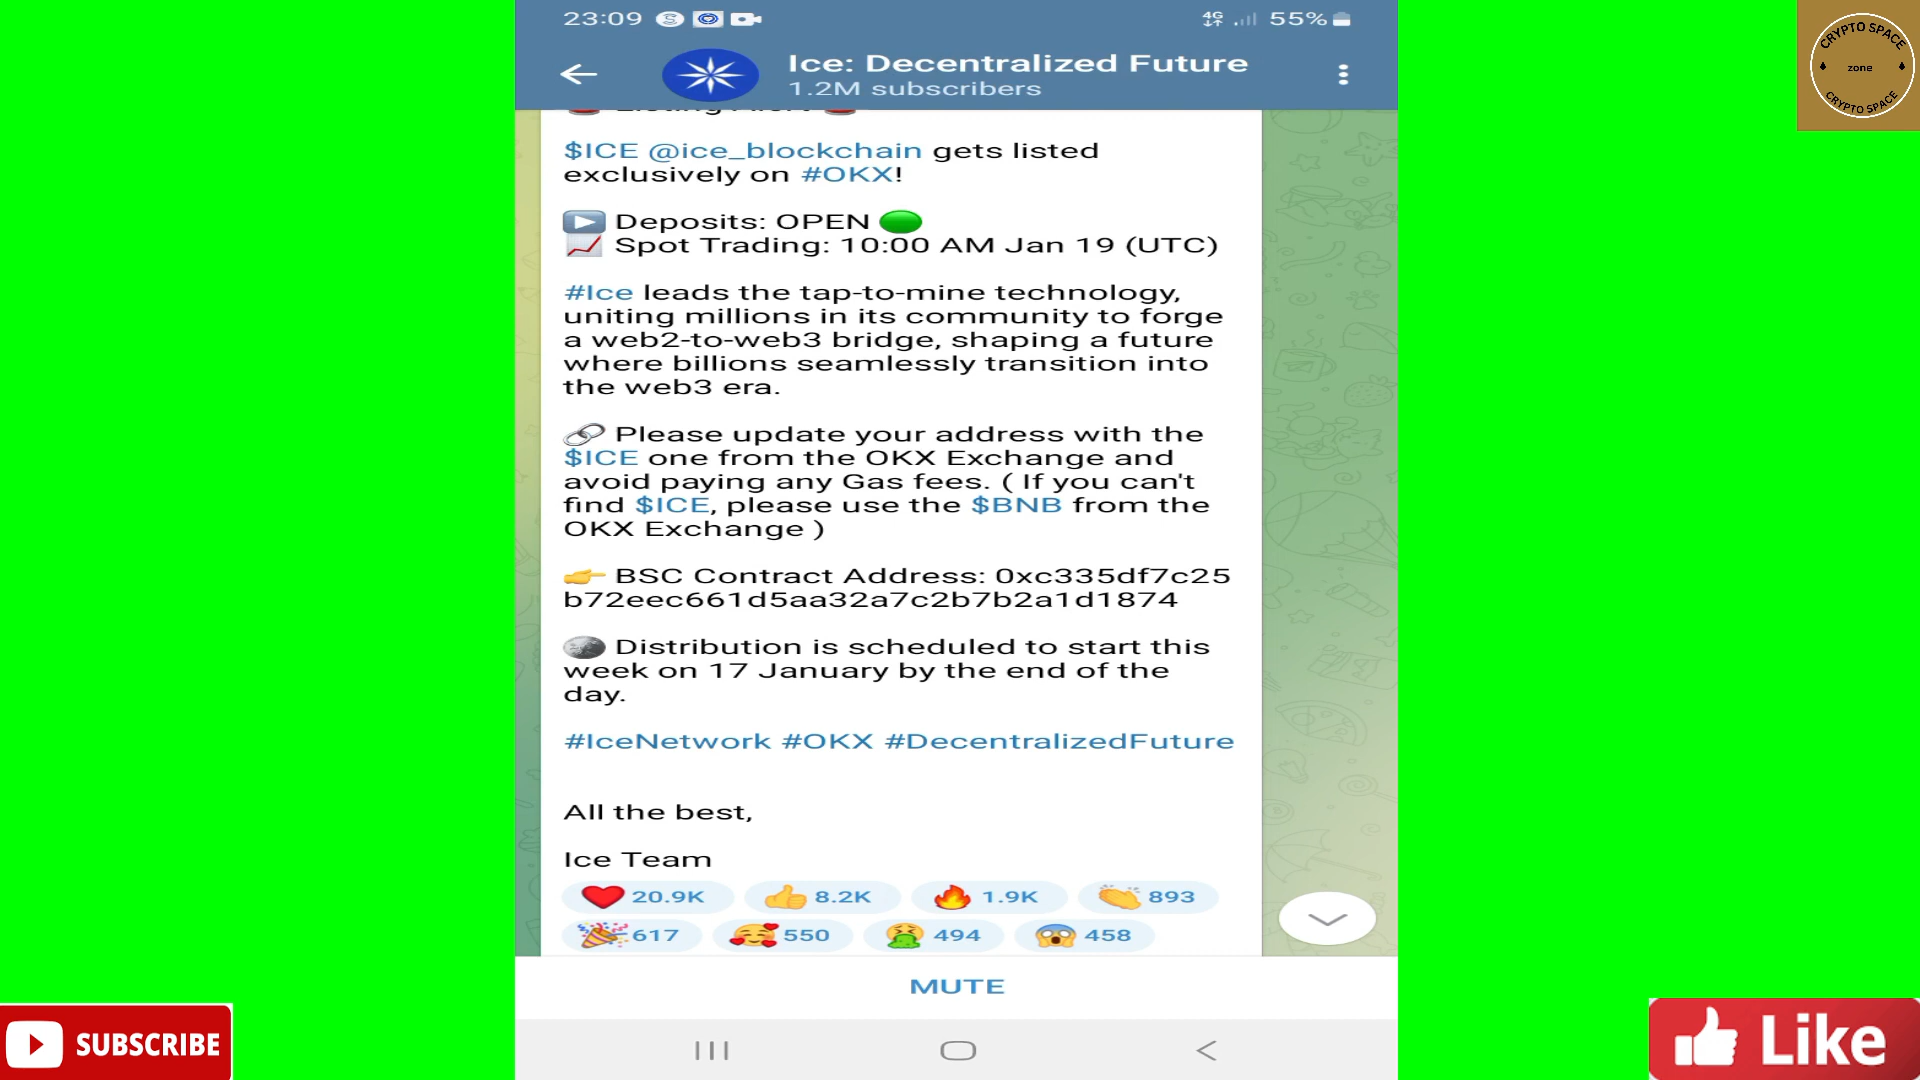 23:09
4G
55%
Ice: Decentralized Future
1.2M subscribers
Listing Alert
$ICE @ice_blockchain gets listed
exclusively on #OKX!
Deposits: OPEN
Spot Trading: 10:00 AM Jan 19 (UTC)
#Ice leads the tap-to-mine technology,
uniting millions in its community to forge
a web2-to-web3 bridge, shaping a future
where billions seamlessly transition into
the web3 era.
Please update your address with the
$ICE one from the OKX Exchange and
avoid paying any Gas fees. ( If you can't
find $ICE, please use the $BNB from the
OKX Exchange )
BSC Contract Address: 0xc335df7c25
b72eec661d5aa32a7c2b7b2a1d1874
Distribution is scheduled to start this
week on 17 January by the end of the
day.
#IceNetwork #OKX #DecentralizedFuture
All the best,
Ice Team
20.9K 8.2K 1.9K 893
617 550 494 458
MUTE
CRYPTO SPACE
zone
CRYPTO SPACE
SUBSCRIBE
Like